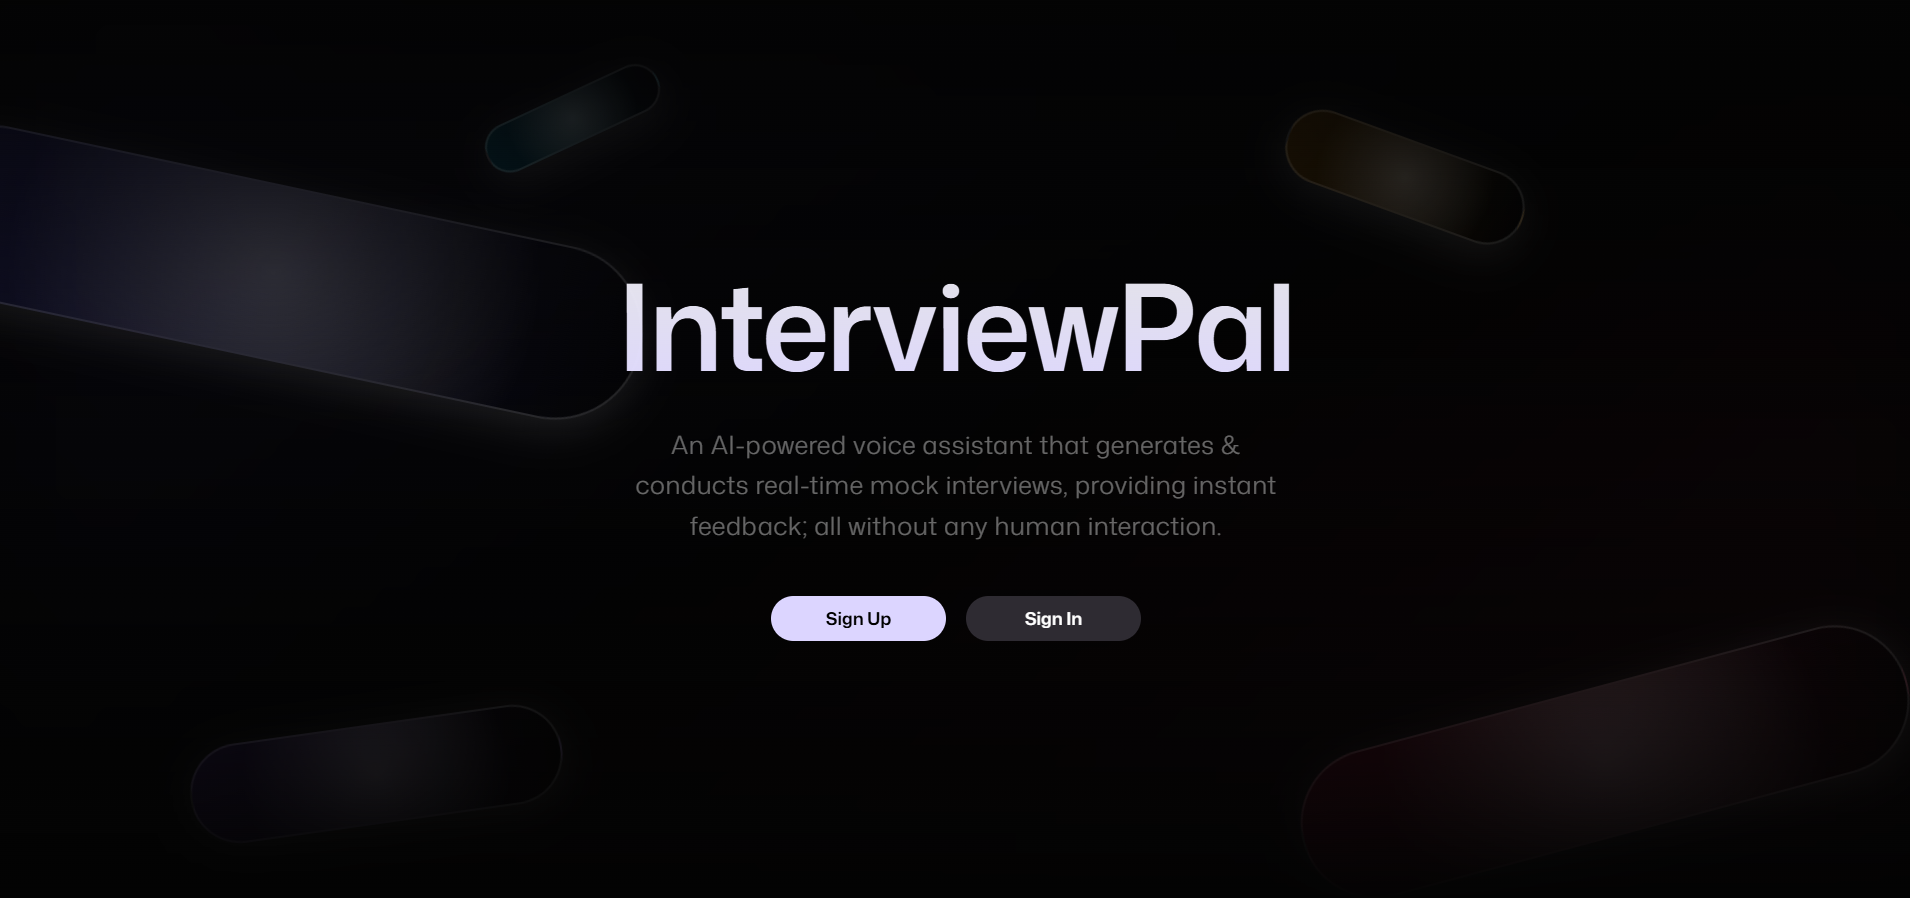 InterviewPal
An AI-powered voice assistant that generates &
conducts real-time mock interviews, providing instant
feedback; all without any human interaction.
Sign Up
Sign In